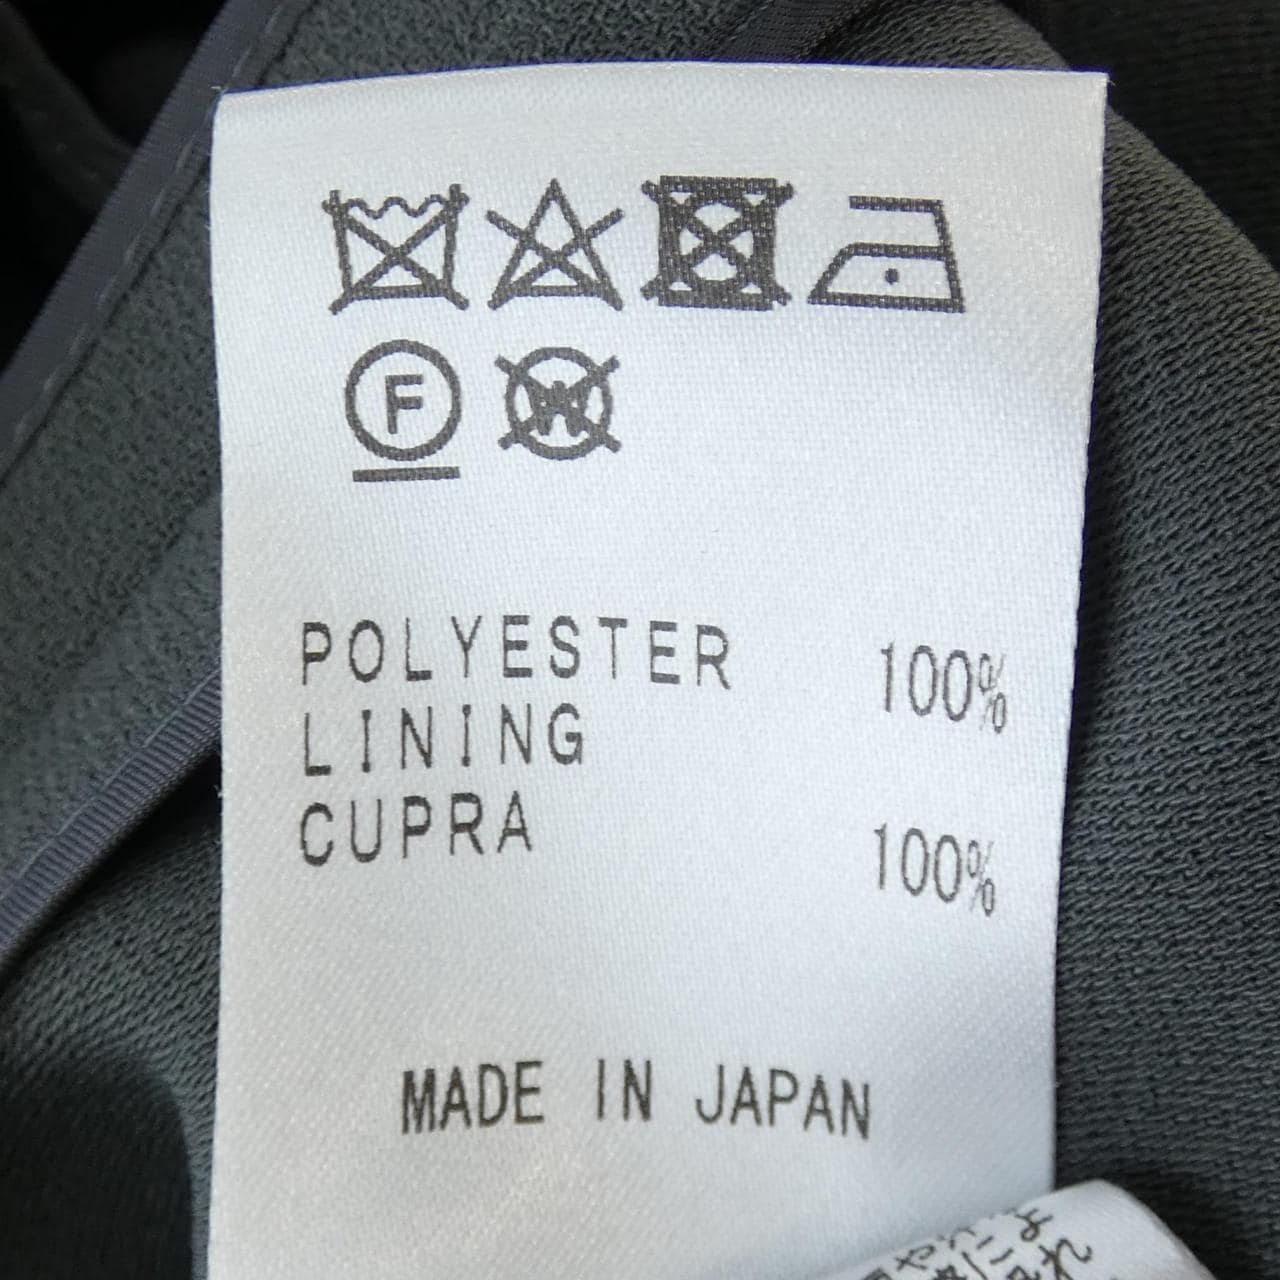 F W
POLYESTER 100%
LINING
CUPRA 100%
MADE IN JAPAN